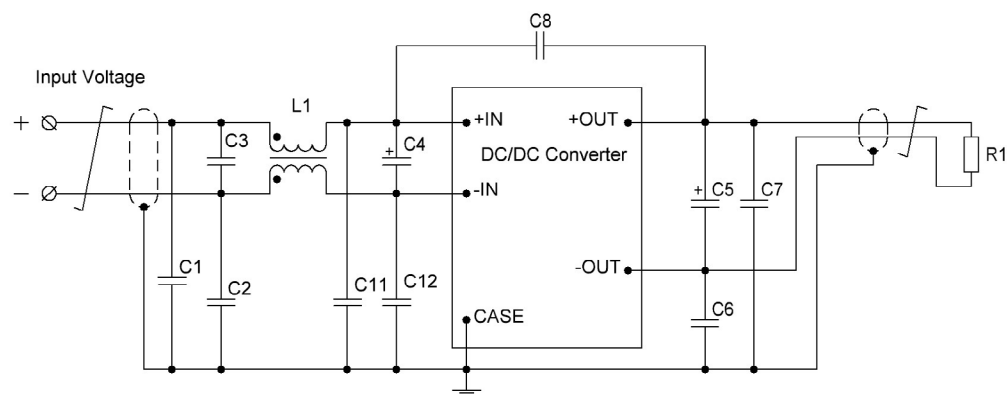 C8
Input Voltage
L1
+
+IN
+OUT
C3
+
C4
DC/DC Converter
R1
−
-IN
+
C5
C7
C1
C2
C11
C12
-OUT
C6
CASE